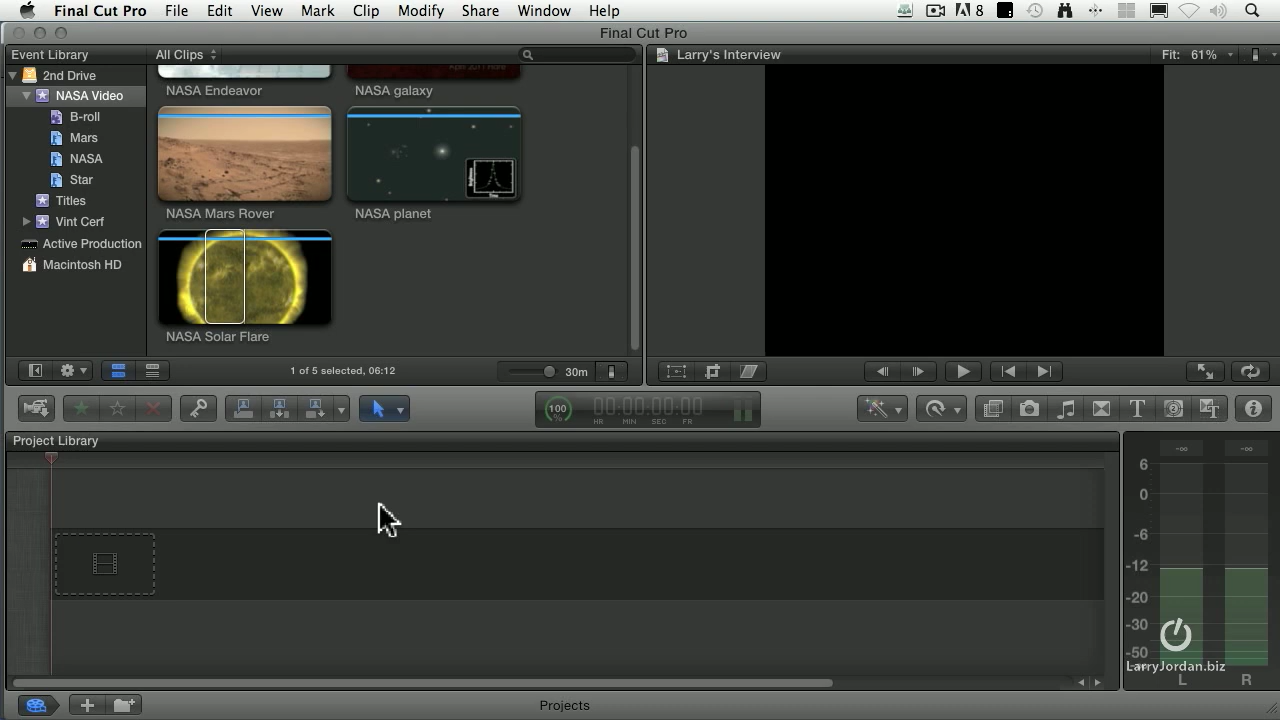 Final Cut Pro File Edit View Mark Clip Modify Share Window Help 8
Final Cut Pro
Event Library
All Clips
2nd Drive
NASA Video
B-roll
Mars
NASA
Star
Titles
Vint Cerf
Active Production
Macintosh HD
NASA Endeavor
NASA galaxy
NASA Mars Rover
NASA planet
NASA Solar Flare
1 of 5 selected, 06:12
30m
Larry's Interview
Fit: 61%
100
%
00:00:00:00
HR MIN SEC FR
T
Project Library
-∞ -∞
6
0
-6
-12
-20
-30
-50
LarryJordan.biz
L R
Projects